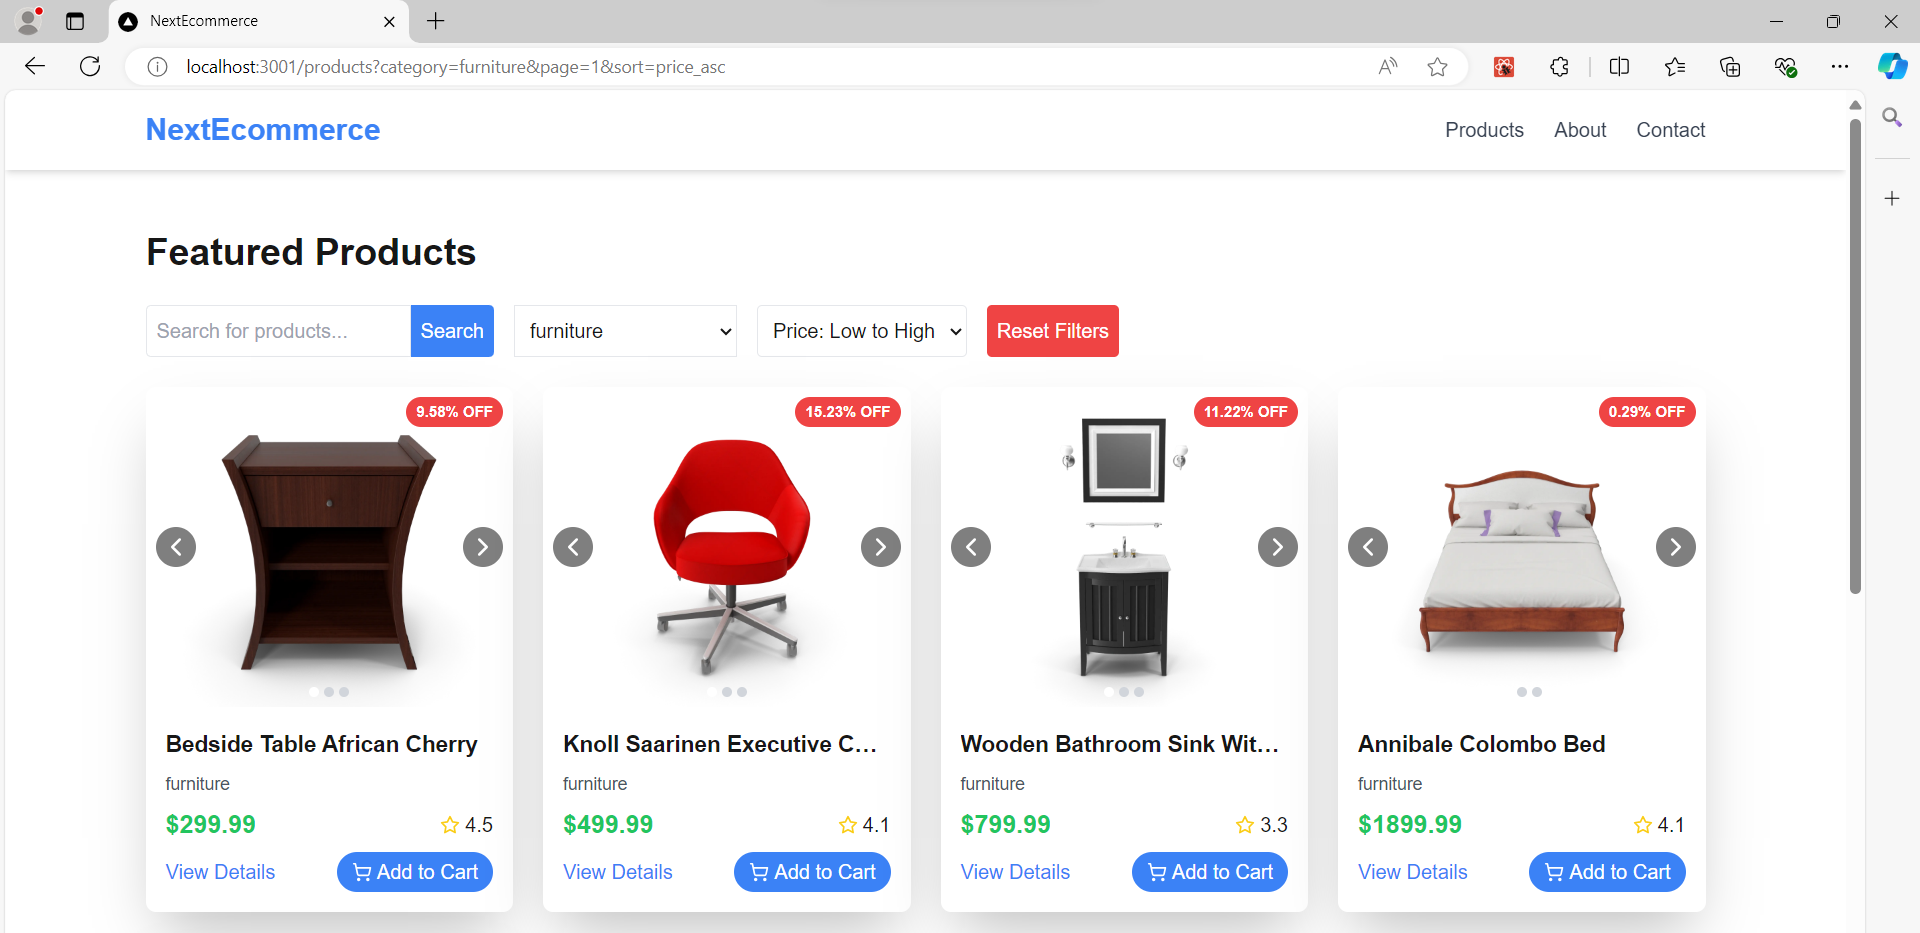 NextEcommerce
localhost:3001/products?category=furniture&page=1&sort=price_asc
NextEcommerce
Products About Contact
Featured Products
Search for products... Search furniture Price: Low to High Reset Filters
9.58% OFF
15.23% OFF
11.22% OFF
0.29% OFF
Bedside Table African Cherry
furniture
$299.99 4.5
View Details Add to Cart
Knoll Saarinen Executive C...
furniture
$499.99 4.1
View Details Add to Cart
Wooden Bathroom Sink Wit...
furniture
$799.99 3.3
View Details Add to Cart
Annibale Colombo Bed
furniture
$1899.99 4.1
View Details Add to Cart